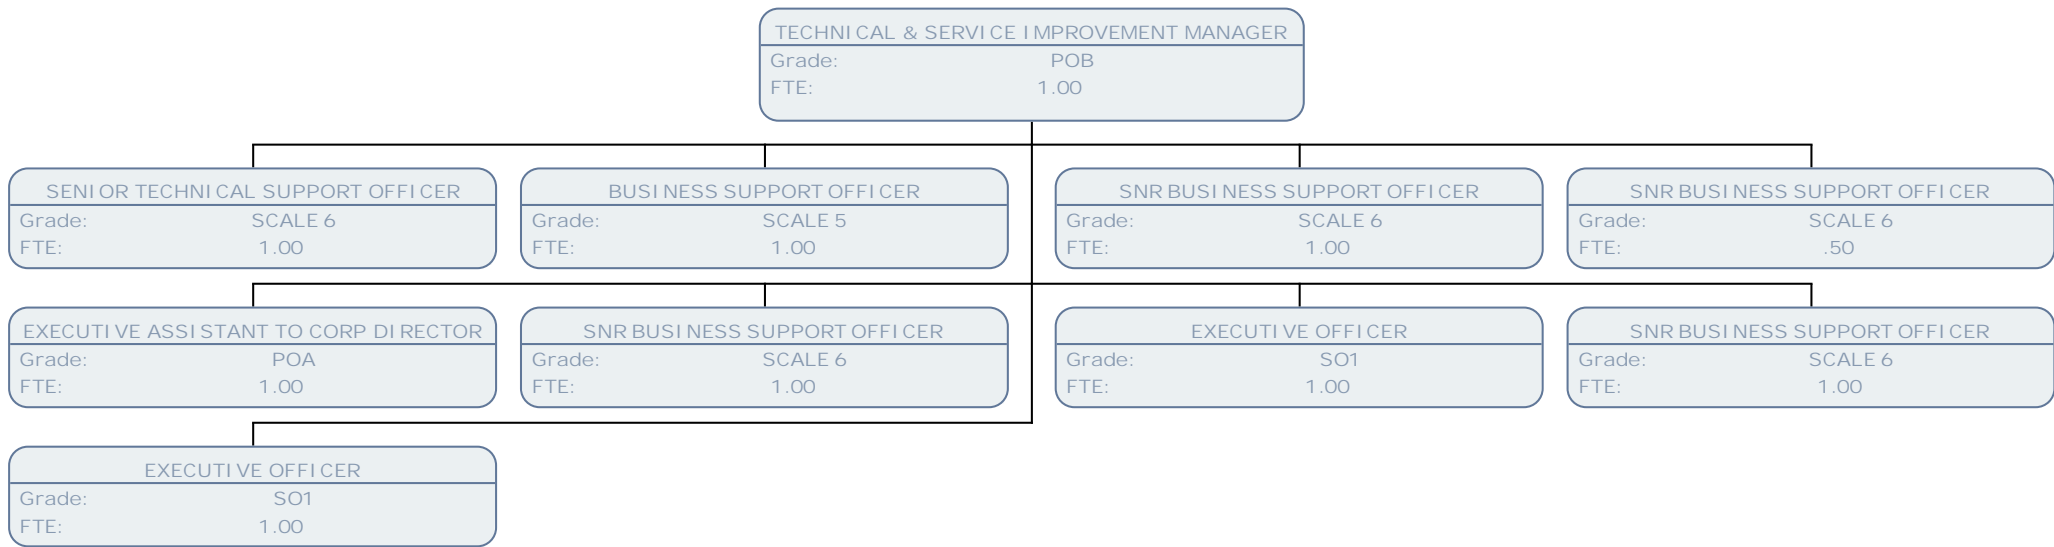 TECHNICAL & SERVICE IMPROVEMENT MANAGER
Grade: POB
FTE: 1.00
SENIOR TECHNICAL SUPPORT OFFICER
Grade: SCALE 6
FTE: 1.00
BUSINESS SUPPORT OFFICER
Grade: SCALE 5
FTE: 1.00
SNR BUSINESS SUPPORT OFFICER
Grade: SCALE 6
FTE: 1.00
SNR BUSINESS SUPPORT OFFICER
Grade: SCALE 6
FTE: .50
EXECUTIVE ASSISTANT TO CORP DIRECTOR
Grade: POA
FTE: 1.00
SNR BUSINESS SUPPORT OFFICER
Grade: SCALE 6
FTE: 1.00
EXECUTIVE OFFICER
Grade: SO1
FTE: 1.00
SNR BUSINESS SUPPORT OFFICER
Grade: SCALE 6
FTE: 1.00
EXECUTIVE OFFICER
Grade: SO1
FTE: 1.00